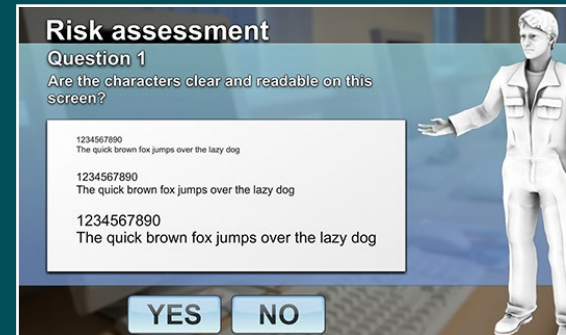 Risk assessment
Question 1
Are the characters clear and readable on this
screen?
1234567890
The quick brown fox jumps over the lazy dog
1234567890
The quick brown fox jumps over the lazy dog
1234567890
The quick brown fox jumps over the lazy dog
YES NO